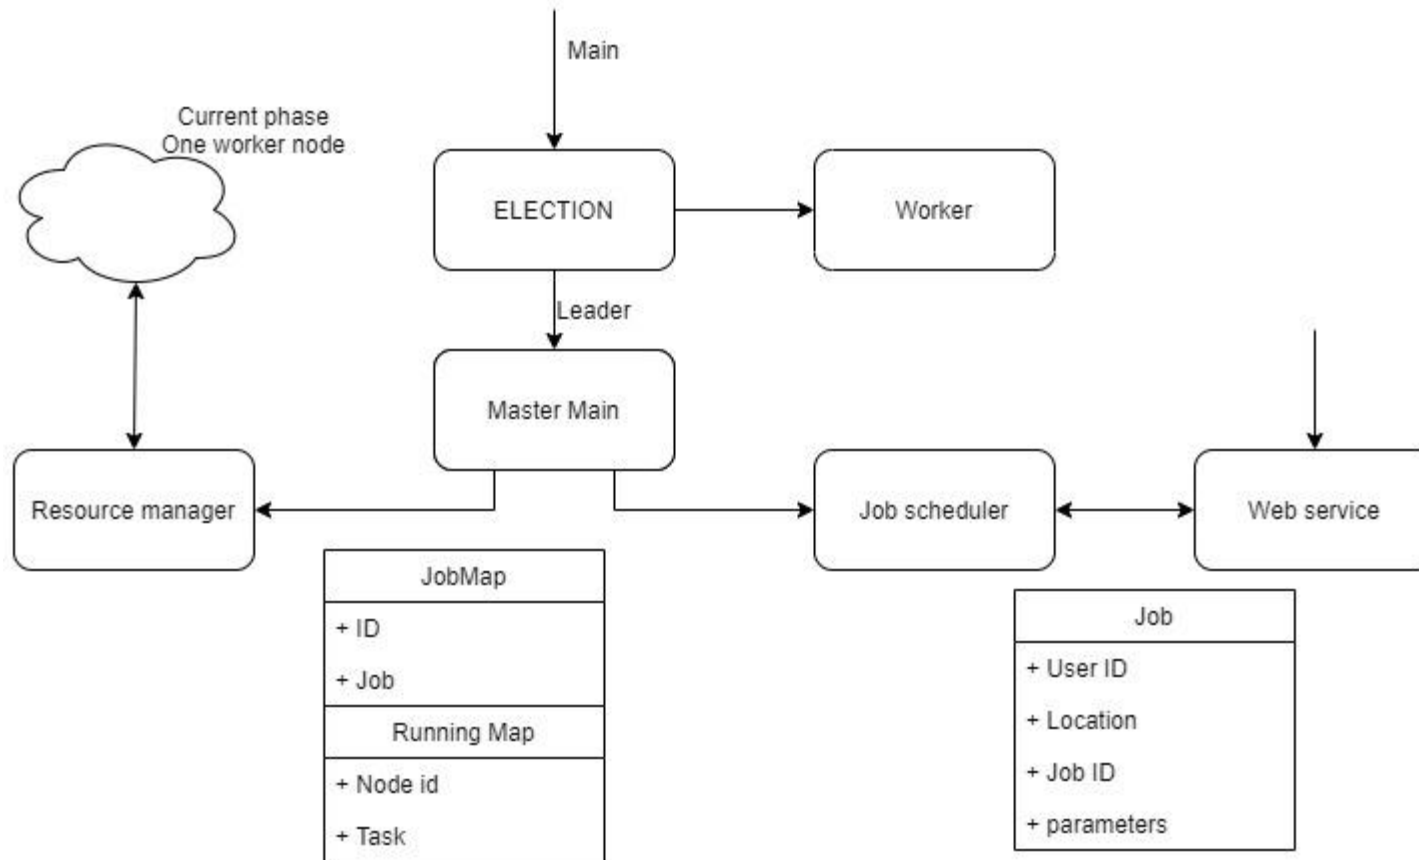 Main
Current phase
One worker node
ELECTION
Worker
Leader
Master Main
Resource manager
Job scheduler
Web service
JobMap
+ ID
+ Job
Running Map
+ Node id
+ Task
Job
+ User ID
+ Location
+ Job ID
+ parameters